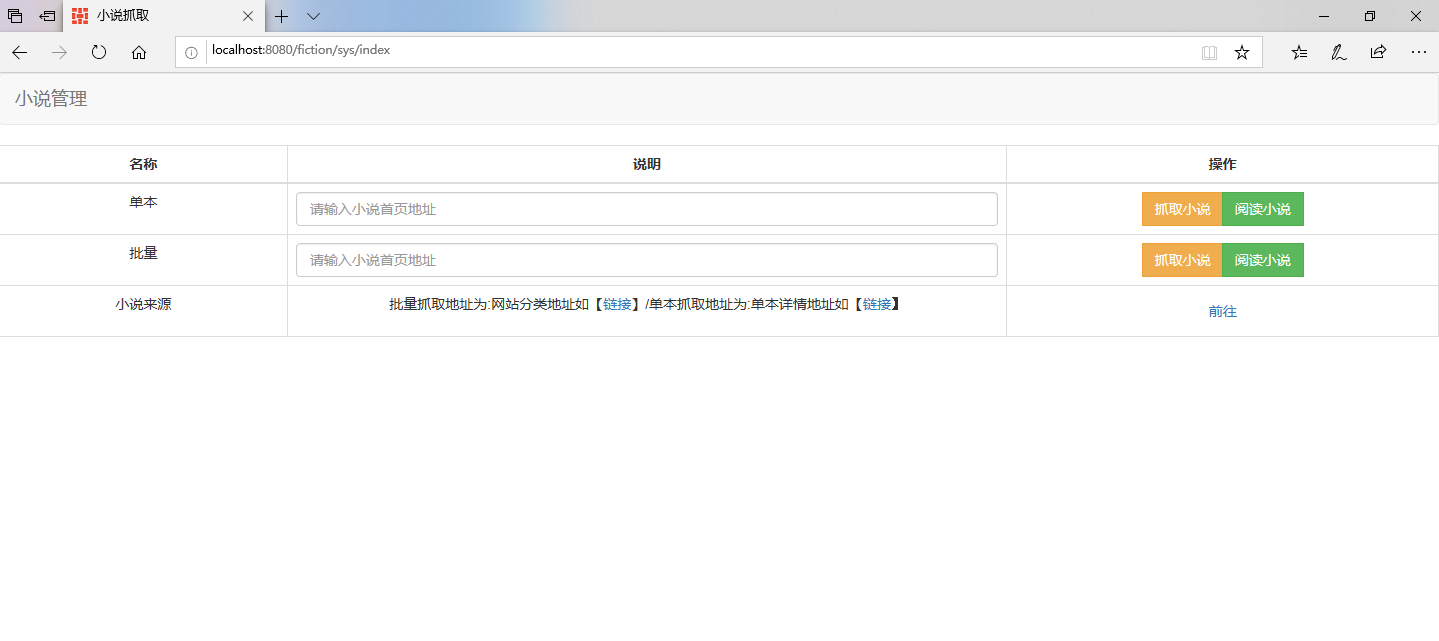 小说抓取
localhost:8080/fiction/sys/index
小说管理
名称 说明 操作
单本 请输入小说首页地址 抓取小说 阅读小说
批量 请输入小说首页地址 抓取小说 阅读小说
小说来源 批量抓取地址为:网站分类地址如【链接】/单本抓取地址为:单本详情地址如【链接】 前往